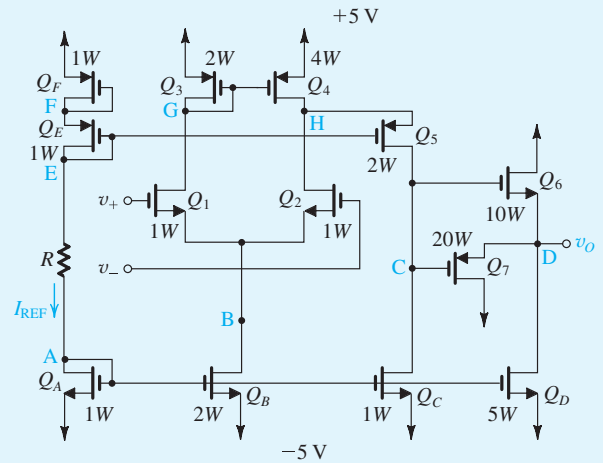 +5 V
1W
2W
4W
Q_F
Q_3
Q_4
F
G
H
Q_E
Q_5
1W
2W
E
v_+
Q_1
Q_2
Q_6
1W
1W
10W
20W
R
v_−
C
D
v_O
Q_7
I_REF
B
A
Q_A
Q_B
Q_C
Q_D
1W
2W
1W
5W
−5 V